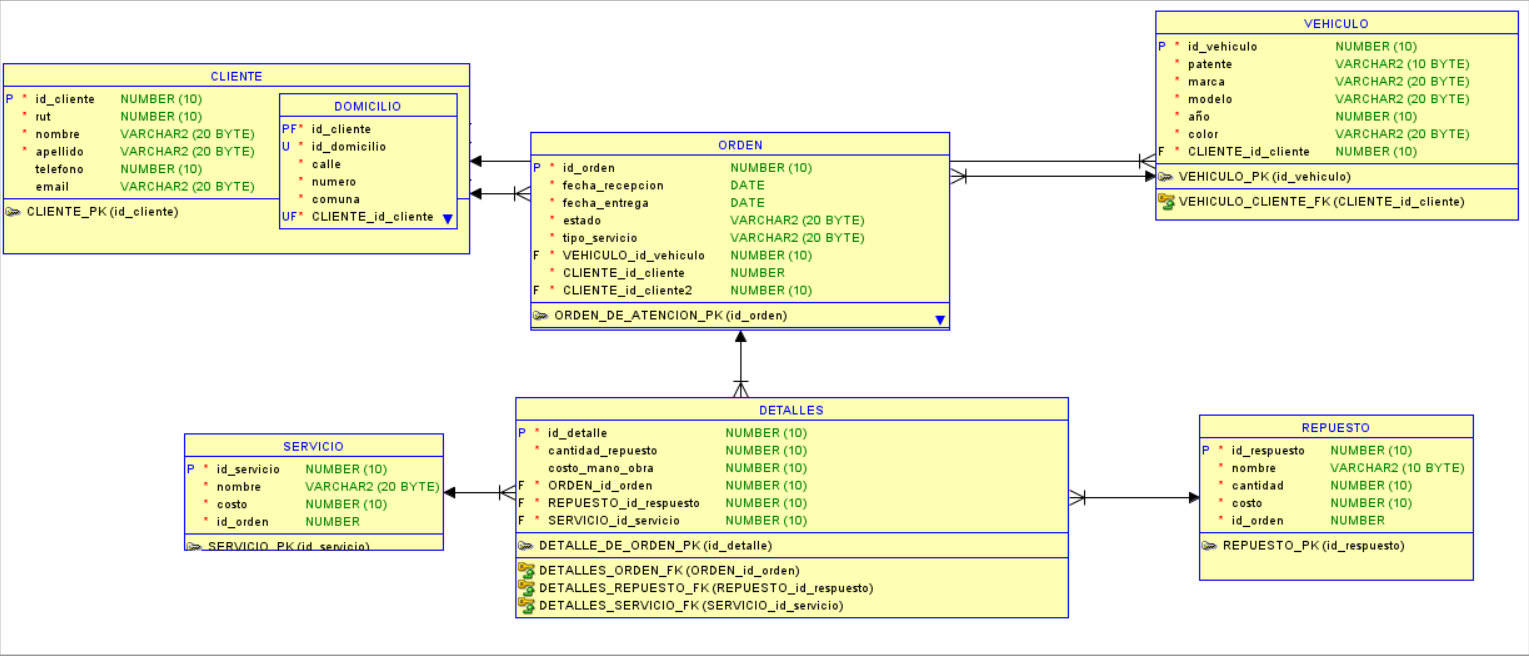 CLIENTE
P * id_cliente NUMBER (10)
* rut NUMBER (10)
* nombre VARCHAR2 (20 BYTE)
* apellido VARCHAR2 (20 BYTE)
telefono NUMBER (10)
email VARCHAR2 (20 BYTE)
CLIENTE_PK (id_cliente)
DOMICILIO
PF* id_cliente
U * id_domicilio
* calle
* numero
* comuna
UF* CLIENTE_id_cliente
ORDEN
P * id_orden NUMBER (10)
* fecha_recepcion DATE
* fecha_entrega DATE
* estado VARCHAR2 (20 BYTE)
* tipo_servicio VARCHAR2 (20 BYTE)
F * VEHICULO_id_vehiculo NUMBER (10)
* CLIENTE_id_cliente NUMBER
F * CLIENTE_id_cliente2 NUMBER (10)
ORDEN_DE_ATENCION_PK (id_orden)
VEHICULO
P * id_vehiculo NUMBER (10)
* patente VARCHAR2 (10 BYTE)
* marca VARCHAR2 (20 BYTE)
* modelo VARCHAR2 (20 BYTE)
* año NUMBER (10)
* color VARCHAR2 (20 BYTE)
F * CLIENTE_id_cliente NUMBER (10)
VEHICULO_PK (id_vehiculo)
VEHICULO_CLIENTE_FK (CLIENTE_id_cliente)
SERVICIO
P * id_servicio NUMBER (10)
* nombre VARCHAR2 (20 BYTE)
* costo NUMBER (10)
* id_orden NUMBER
SERVICIO_PK (id_servicio)
DETALLES
P * id_detalle NUMBER (10)
* cantidad_repuesto NUMBER (10)
costo_mano_obra NUMBER (10)
F * ORDEN_id_orden NUMBER (10)
F * REPUESTO_id_respuesto NUMBER (10)
F * SERVICIO_id_servicio NUMBER (10)
DETALLE_DE_ORDEN_PK (id_detalle)
DETALLES_ORDEN_FK (ORDEN_id_orden)
DETALLES_REPUESTO_FK (REPUESTO_id_respuesto)
DETALLES_SERVICIO_FK (SERVICIO_id_servicio)
REPUESTO
P * id_respuesto NUMBER (10)
* nombre VARCHAR2 (10 BYTE)
* cantidad NUMBER (10)
* costo NUMBER (10)
* id_orden NUMBER
REPUESTO_PK (id_respuesto)